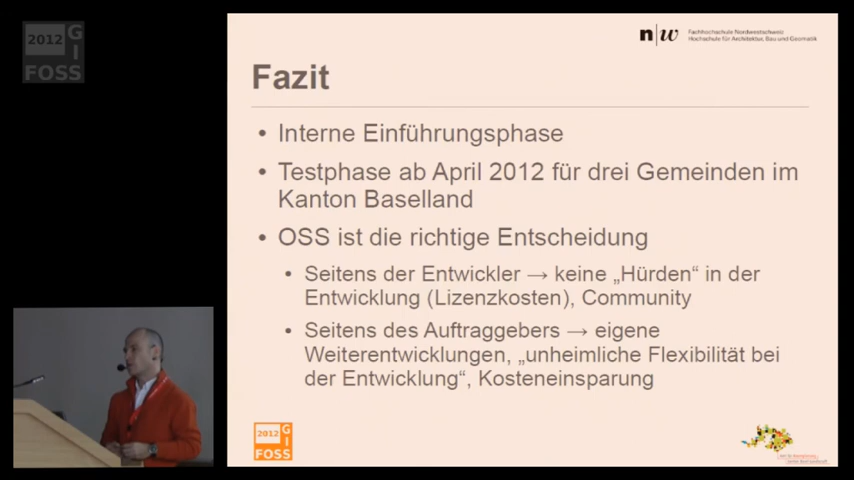 2012 G
I
FOSS
n|w Fachhochschule Nordwestschweiz
Hochschule für Architektur, Bau und Geomatik
Fazit
• Interne Einführungsphase
• Testphase ab April 2012 für drei Gemeinden im
Kanton Baselland
• OSS ist die richtige Entscheidung
• Seitens der Entwickler → keine „Hürden“ in der
Entwicklung (Lizenzkosten), Community
• Seitens des Auftraggebers → eigene
Weiterentwicklungen, „unheimliche Flexibilität bei
der Entwicklung“, Kosteneinsparung
2012 G
I
FOSS